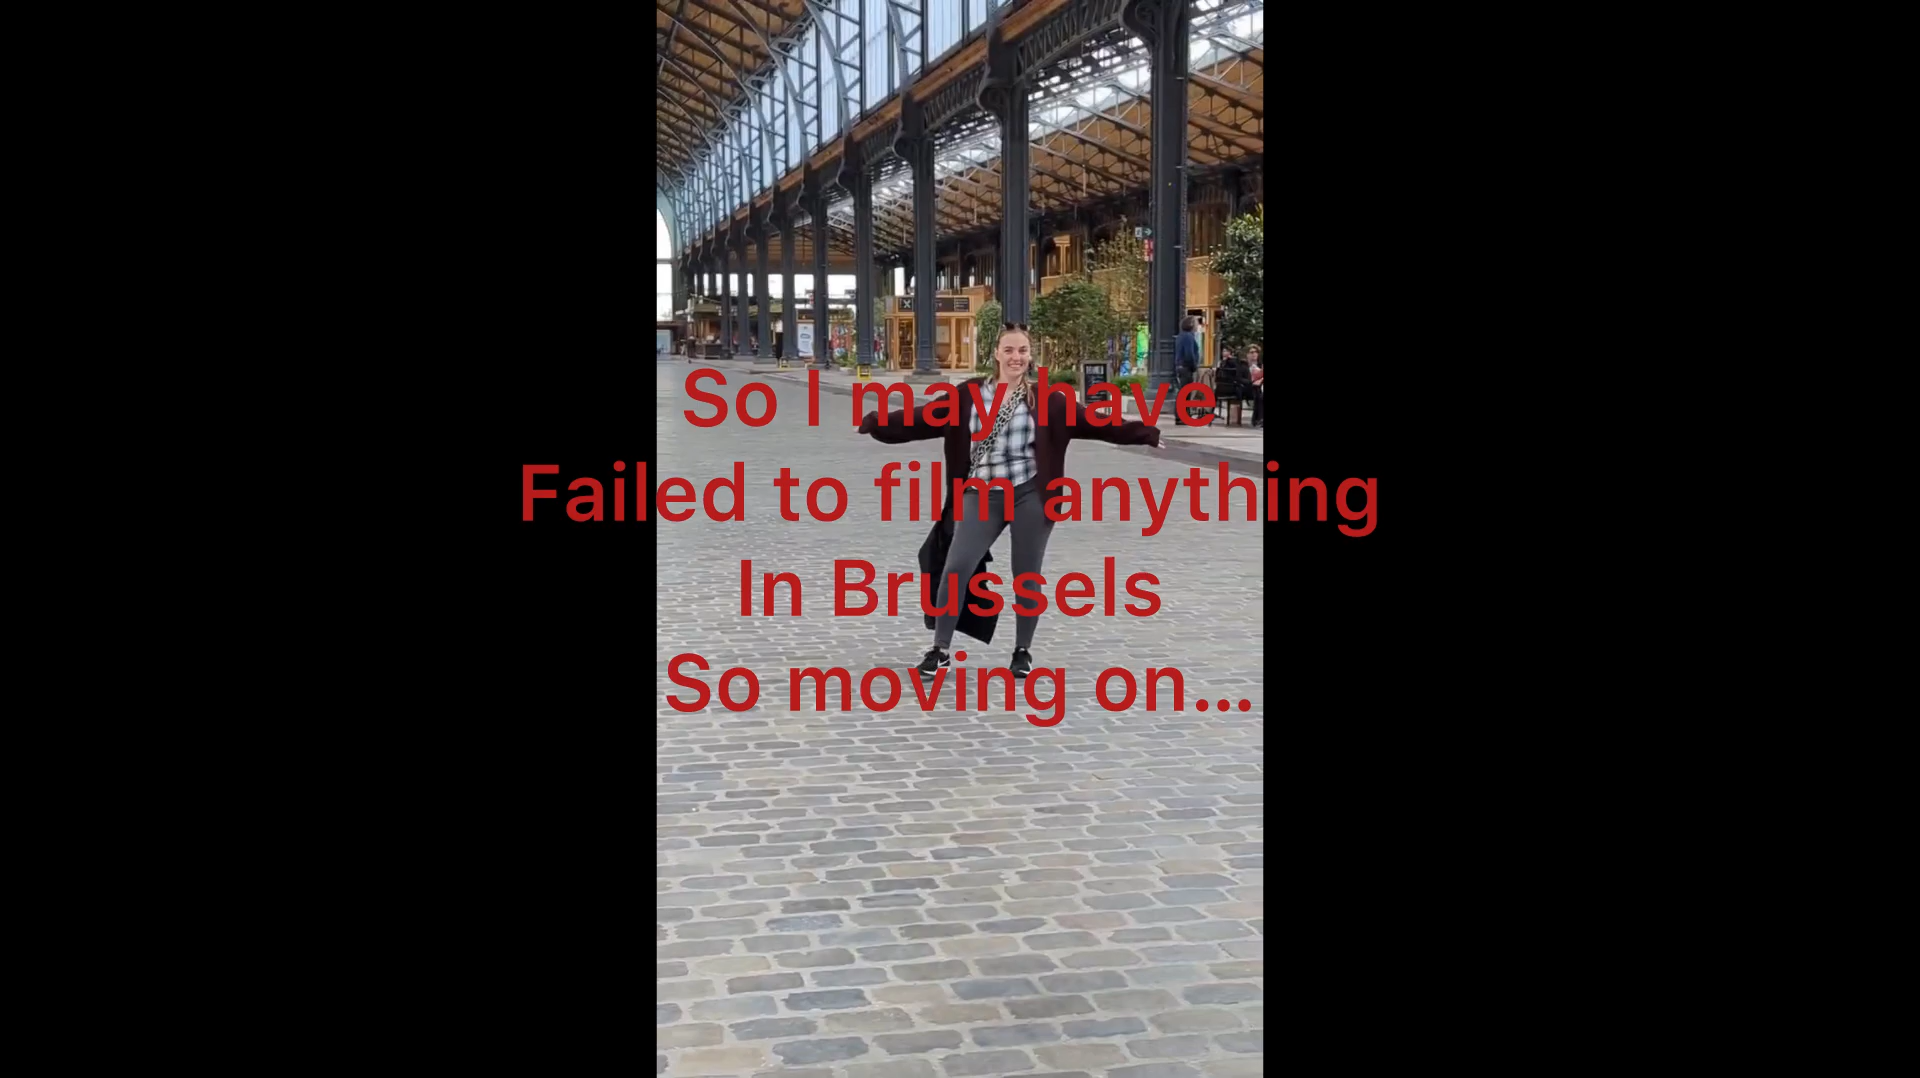 So I may have
Failed to film anything
In Brussels
So moving on...